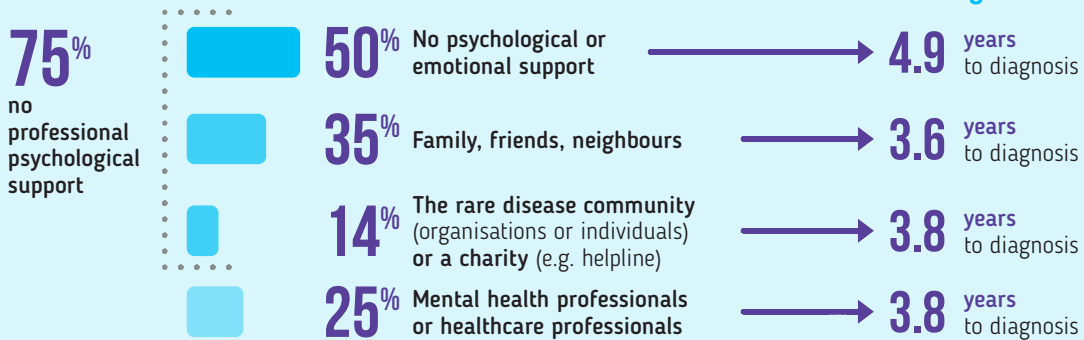 75%
no
professional
psychological
support
50% No psychological or
emotional support
4.9 years
to diagnosis
35% Family, friends, neighbours
3.6 years
to diagnosis
14% The rare disease community
(organisations or individuals)
or a charity (e.g. helpline)
3.8 years
to diagnosis
25% Mental health professionals
or healthcare professionals
3.8 years
to diagnosis